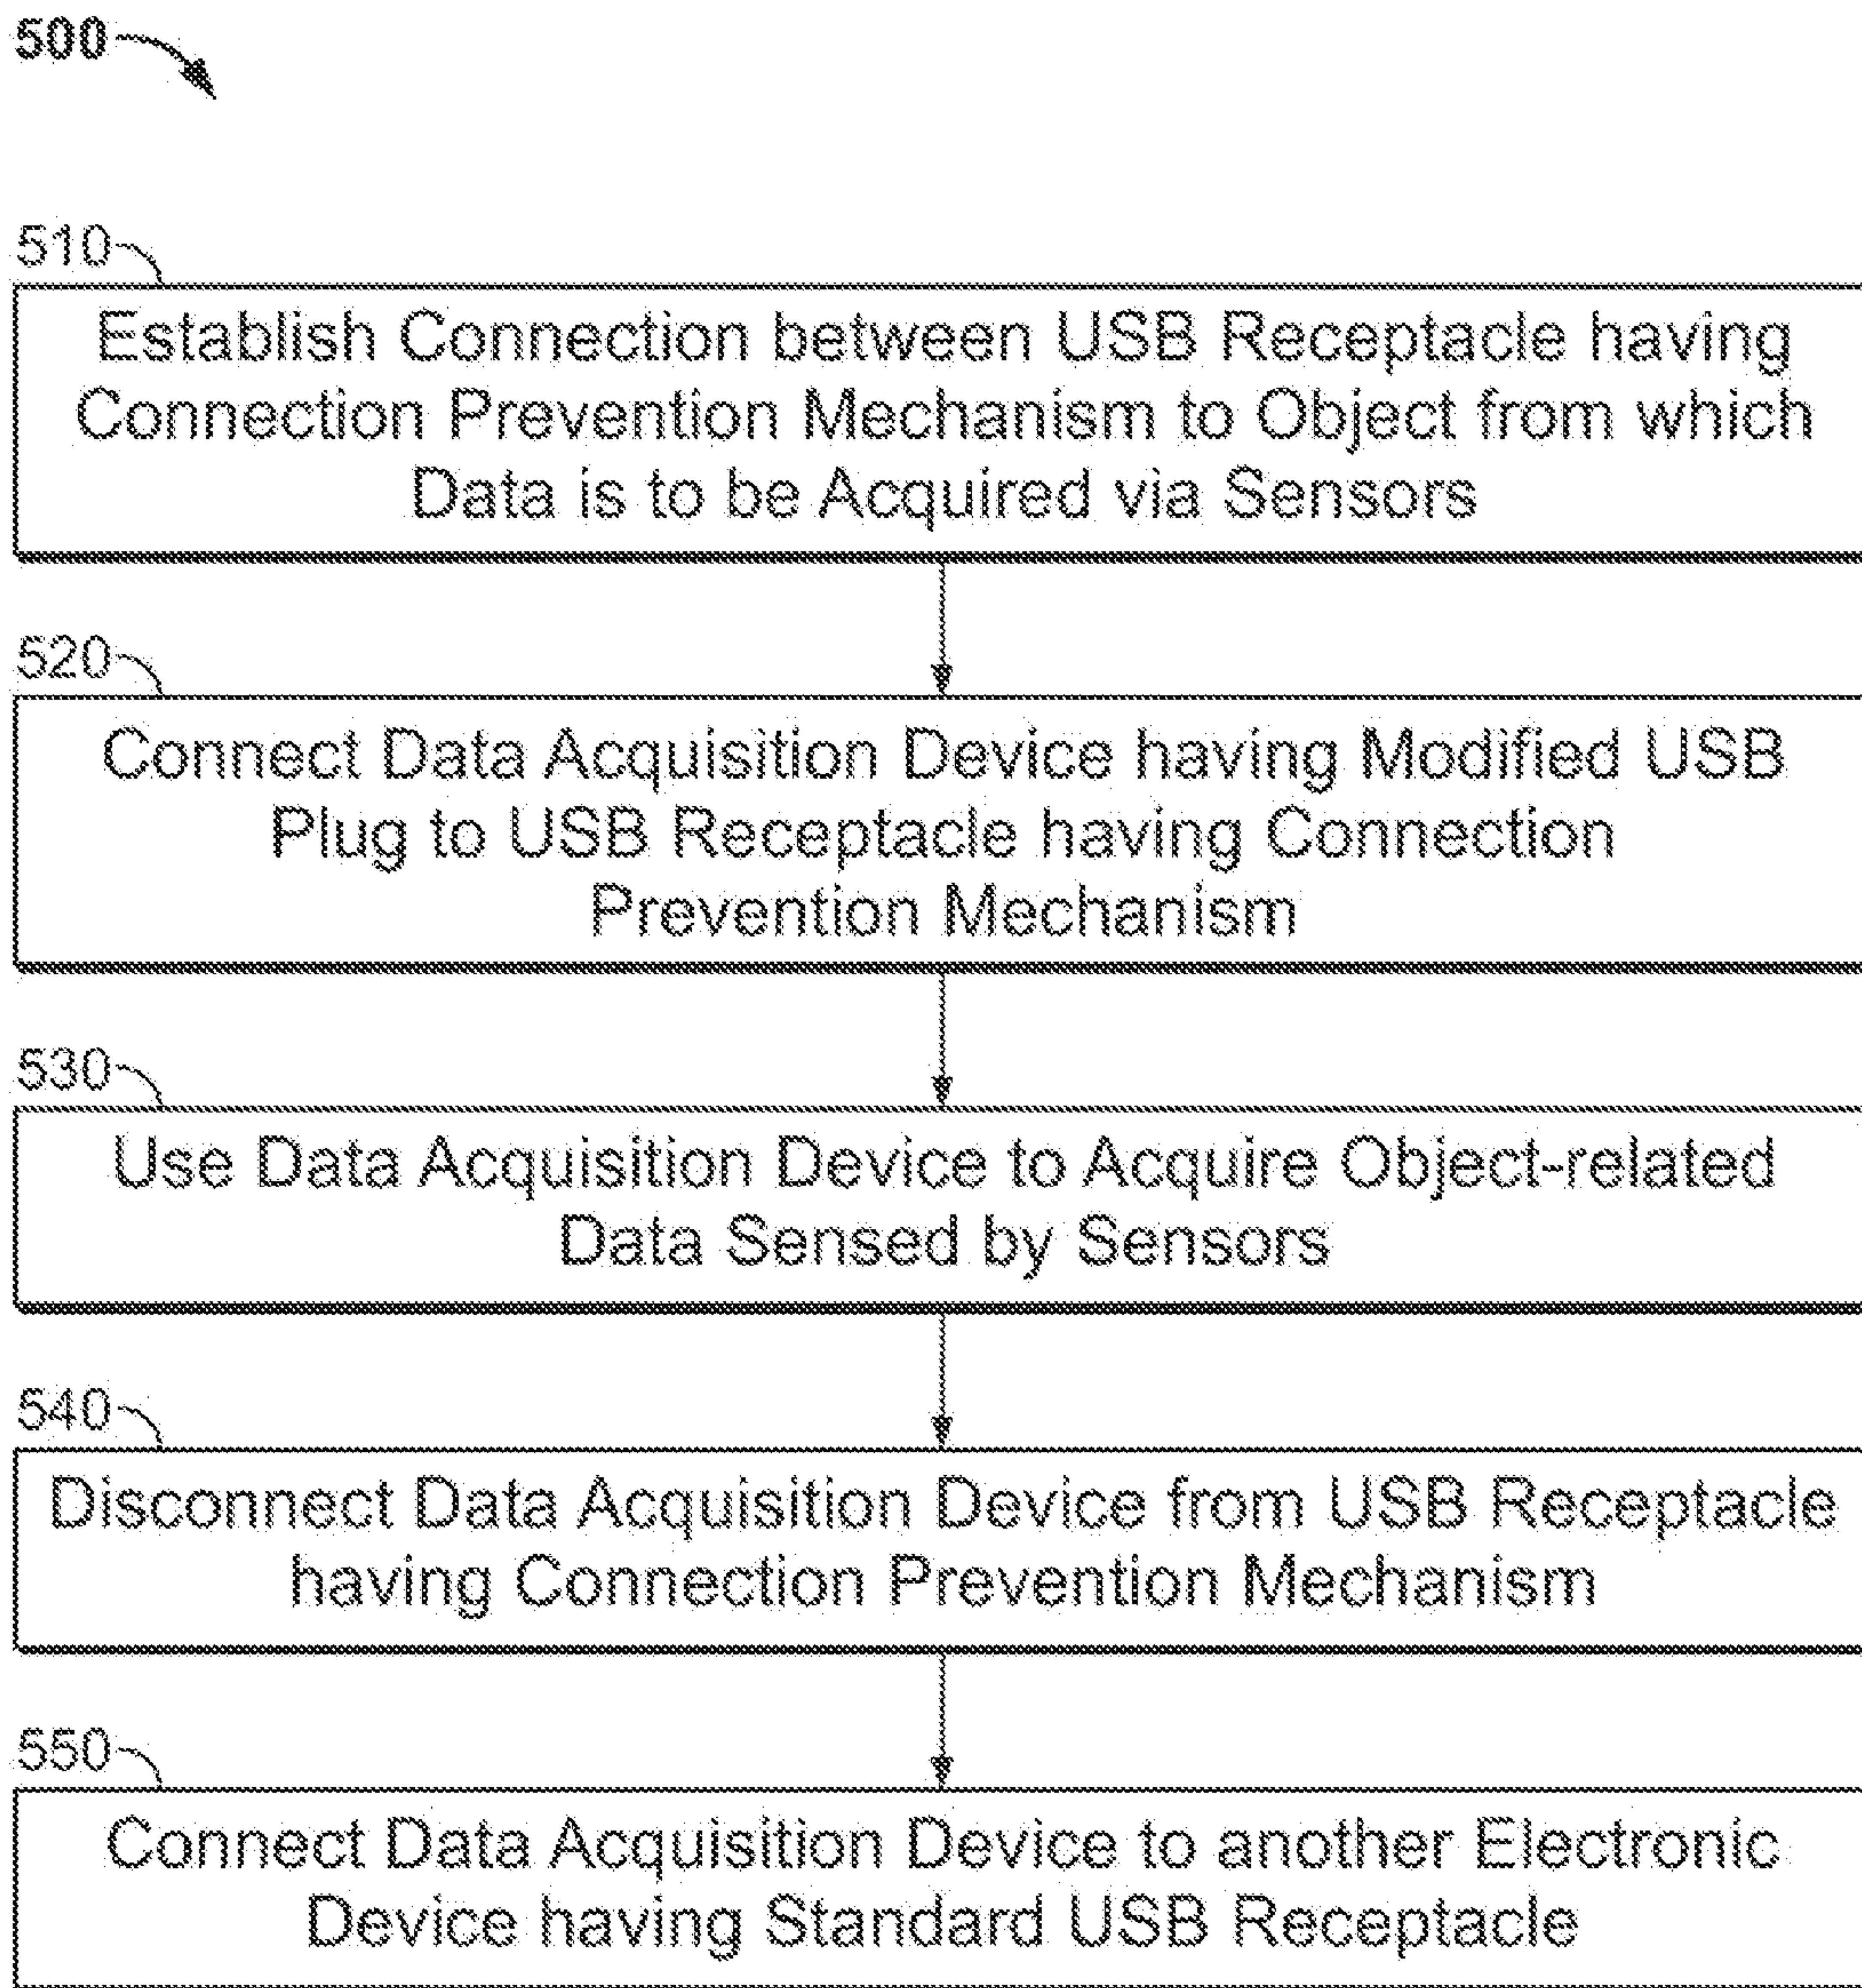 500
510
Establish Connection between USB Receptacle having
Connection Prevention Mechanism to Object from which
Data is to be Acquired via Sensors
520
Connect Data Acquisition Device having Modified USB
Plug to USB Receptacle having Connection
Prevention Mechanism
530
Use Data Acquisition Device to Acquire Object-related
Data Sensed by Sensors
540
Disconnect Data Acquisition Device from USB Receptacle
having Connection Prevention Mechanism
550
Connect Data Acquisition Device to another Electronic
Device having Standard USB Receptacle